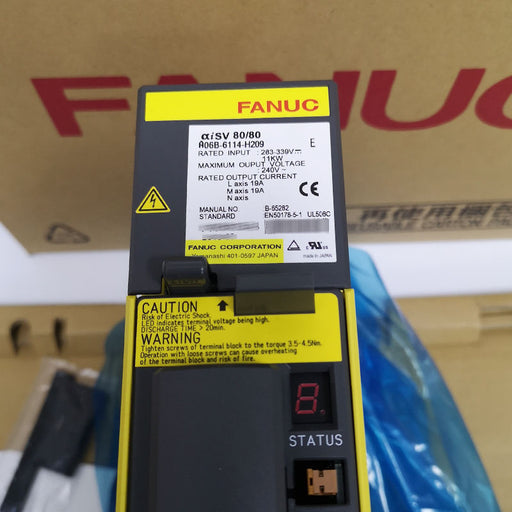 FANUC
FANUC
αiSV 80/80
A06B-6114-H209 E
RATED INPUT : 283-339V
11KW
MAXIMUM OUPUT VOLTAGE
: 240V~
RATED OUTPUT CURRENT
L axis 19A
M axis 19A
N axis
MANUAL NO. B-65282
STANDARD EN50178-5-1 UL508C
FANUC CORPORATION
Yamanashi 401-0597 JAPAN
made in JAPAN
CAUTION
Risk of Electric Shock.
LED indicates terminal voltage being high.
DISCHARGE TIME > 20min.
WARNING
Tighten screws of terminal block to the torque 3.5-4.5Nm.
Operation with loose screws can cause overheating
of the terminal block and risk of fire.
8.
STATUS